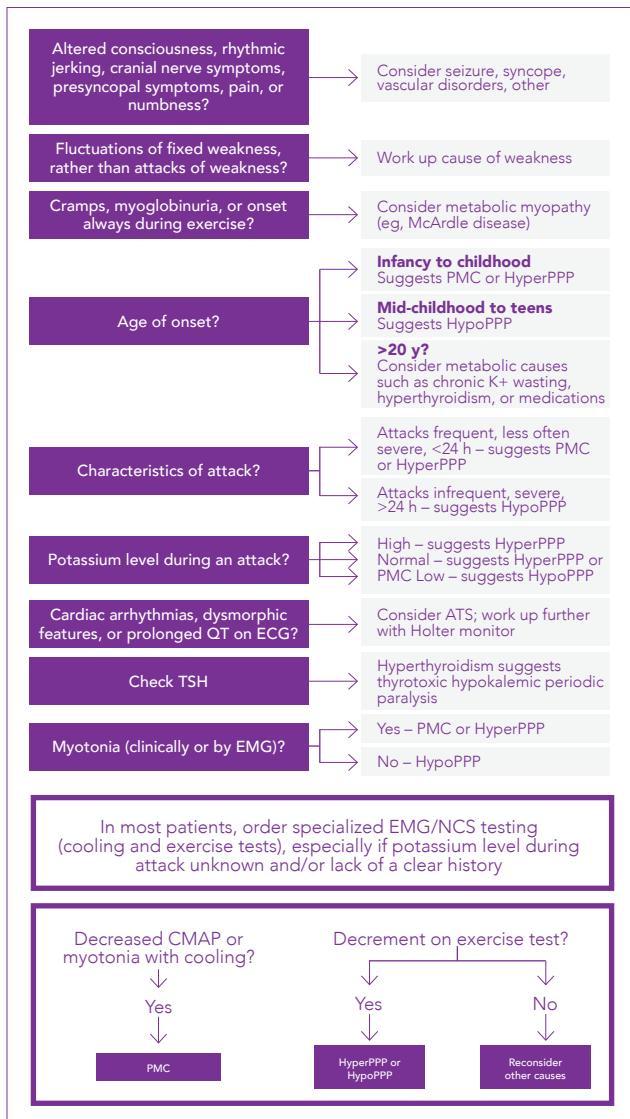 Altered consciousness, rhythmic
jerking, cranial nerve symptoms,
presyncopal symptoms, pain, or
numbness?
Consider seizure, syncope,
vascular disorders, other
Fluctuations of fixed weakness,
rather than attacks of weakness?
Work up cause of weakness
Cramps, myoglobinuria, or onset
always during exercise?
Consider metabolic myopathy
(eg, McArdle disease)
Age of onset?
Infancy to childhood
Suggests PMC or HyperPPP
Mid-childhood to teens
Suggests HypoPPP
>20 y?
Consider metabolic causes
such as chronic K+ wasting,
hyperthyroidism, or medications
Characteristics of attack?
Attacks frequent, less often
severe, <24 h – suggests PMC
or HyperPPP
Attacks infrequent, severe,
>24 h – suggests HypoPPP
Potassium level during an attack?
High – suggests HyperPPP
Normal – suggests HyperPPP or
PMC Low – suggests HypoPPP
Cardiac arrhythmias, dysmorphic
features, or prolonged QT on ECG?
Consider ATS; work up further
with Holter monitor
Check TSH
Hyperthyroidism suggests
thyrotoxic hypokalemic periodic
paralysis
Myotonia (clinically or by EMG)?
Yes – PMC or HyperPPP
No – HypoPPP
In most patients, order specialized EMG/NCS testing
(cooling and exercise tests), especially if potassium level during
attack unknown and/or lack of a clear history
Decreased CMAP or
myotonia with cooling?
Yes
PMC
Decrement on exercise test?
Yes
No
HyperPPP or
HypoPPP
Reconsider
other causes